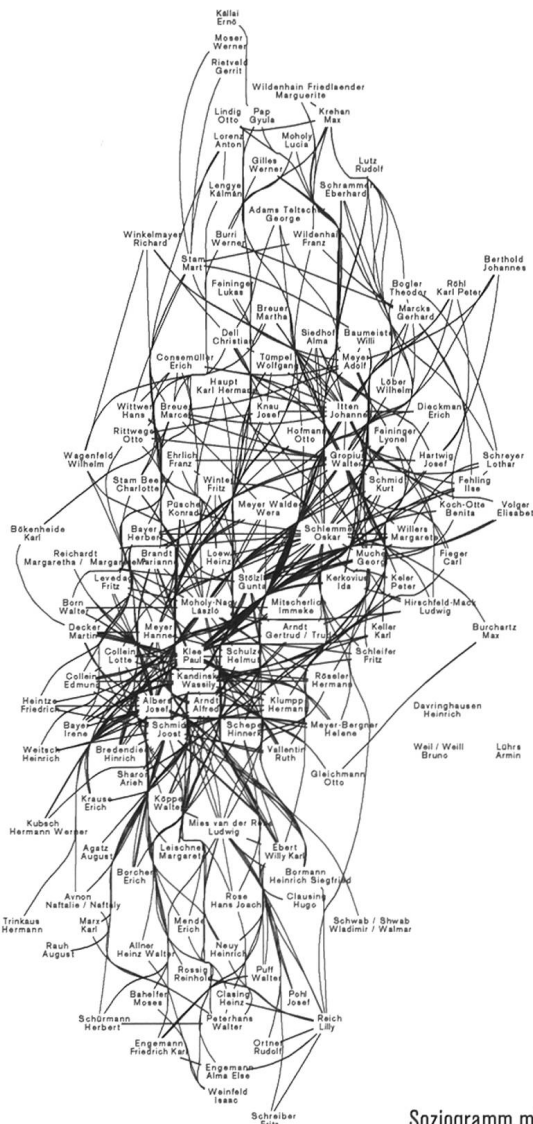 Kállai
Ernö
Moser
Werner
Rietveld
Gerrit
Wildenhain Friedlaender
Marguerite
Lindig
Otto
Pap
Gyula
Krehan
Max
Lorenz
Anton
Moholy
Lucia
Gilles
Werner
Lutz
Rudolf
Lengyel
Kálmán
Schrammen
Eberhard
Adams Teltscher
George
Winkelmayer
Richard
Burri
Werner
Wildenhain
Franz
Stam
Mart
Berthold
Johannes
Feininger
Lukas
Bogler
Theodor
Röhl
Karl Peter
Breuer
Martha
Marcks
Gerhard
Dell
Christian
Siedhof
Alma
Baumeister
Willi
Consemüller
Erich
Tümpel
Wolfgang
Meyer
Adolf
Haupt
Karl Hermann
Löber
Wilhelm
Wittwer
Hans
Breuer
Marcel
Knau
Josef
Itten
Johannes
Dieckmann
Erich
Rittweger
Otto
Hofmann
Otto
Feininger
Lyonel
Wagenfeld
Wilhelm
Ehrlich
Franz
Gropius
Walter
Hartwig
Josef
Schreyer
Lothar
Stam Beese
Charlotte
Winter
Fritz
Schmidt
Kurt
Fehling
Ilse
Püschel
Konrad
Meyer Waldeck
Wera
Koch-Otte
Benita
Volger
Elisabeth
Bökenheide
Karl
Bayer
Herbert
Schlemmer
Oskar
Willers
Margarete
Reichardt
Margaretha / Margarete
Brandt
Marianne
Loew
Heinz
Muche
Georg
Fieger
Carl
Levedag
Fritz
Stölzl
Gunta
Kerkovius
Ida
Keler
Peter
Born
Walter
Moholy-Nagy
László
Mitscherlich
Immeke
Hirschfeld-Mack
Ludwig
Decker
Martin
Meyer
Hannes
Arndt
Gertrud / Trude
Keller
Karl
Burchartz
Max
Collein
Lotte
Klee
Paul
Schulze
Helmut
Schleifer
Fritz
Collein
Edmund
Kandinsky
Wassily
Röseler
Hermann
Heintze
Friedrich
Albers
Josef
Arndt
Alfred
Klumpp
Hermann
Davringhausen
Heinrich
Bayer
Irene
Schmidt
Joost
Scheper
Hinnerk
Meyer-Bergner
Helene
Weitsch
Heinrich
Bredendieck
Hinrich
Vallentin
Ruth
Weil / Weill
Bruno
Lührs
Armin
Sharon
Arieh
Gleichmann
Otto
Krause
Erich
Köppe
Walter
Kubsch
Hermann Werner
Mies van der Rohe
Ludwig
Agatz
August
Leischner
Margaret
Ebert
Willy Karl
Borchert
Erich
Bormann
Heinrich Siegfried
Avnon
Naftalie / Naftaly
Rose
Hans Joachim
Clausing
Hugo
Trinkaus
Hermann
Marx
Karl
Mende
Erich
Schwab / Shwab
Wladimir / Walmar
Rauh
August
Allner
Heinz Walter
Neuy
Heinrich
Rossig
Reinhold
Puff
Walter
Bahelfer
Moses
Clasing
Heinz
Pohl
Josef
Schürmann
Herbert
Peterhans
Walter
Reich
Lilly
Engemann
Friedrich Karl
Ortner
Rudolf
Engemann
Alma Else
Weinfeld
Isaac
Schreiber
Soziogramm m